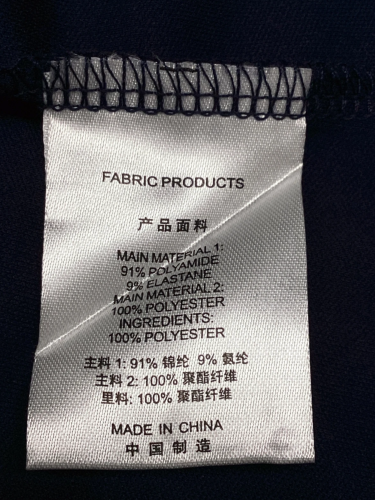 FABRIC PRODUCTS
产品面料
MAIN MATERIAL 1:
91% POLYAMIDE
9% ELASTANE
MAIN MATERIAL 2:
100% POLYESTER
INGREDIENTS:
100% POLYESTER
主料 1: 91% 锦纶 9% 氨纶
主料 2: 100% 聚酯纤维
里料: 100% 聚酯纤维
MADE IN CHINA
中国制造